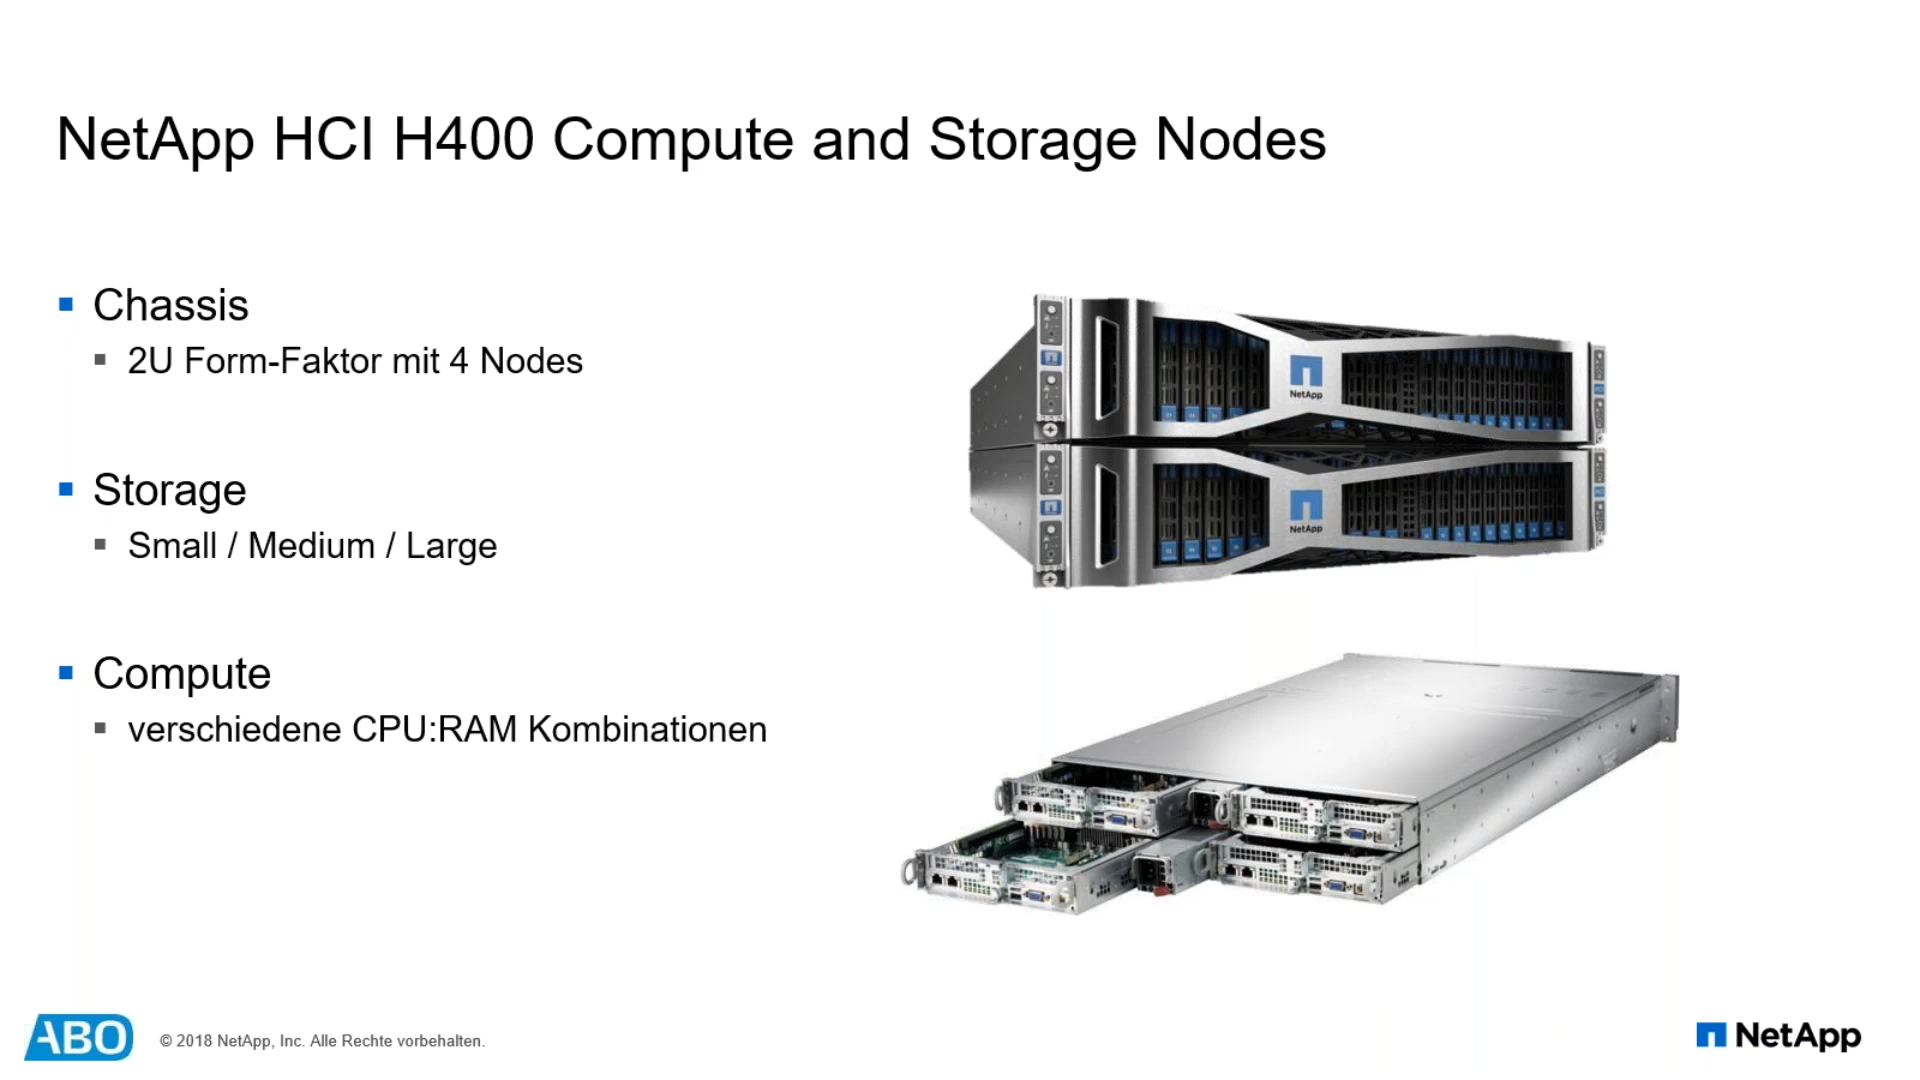 NetApp HCI H400 Compute and Storage Nodes
Chassis
2U Form-Faktor mit 4 Nodes
Storage
Small / Medium / Large
Compute
verschiedene CPU:RAM Kombinationen
NetApp
NetApp
ABO
© 2018 NetApp, Inc. Alle Rechte vorbehalten.
NetApp